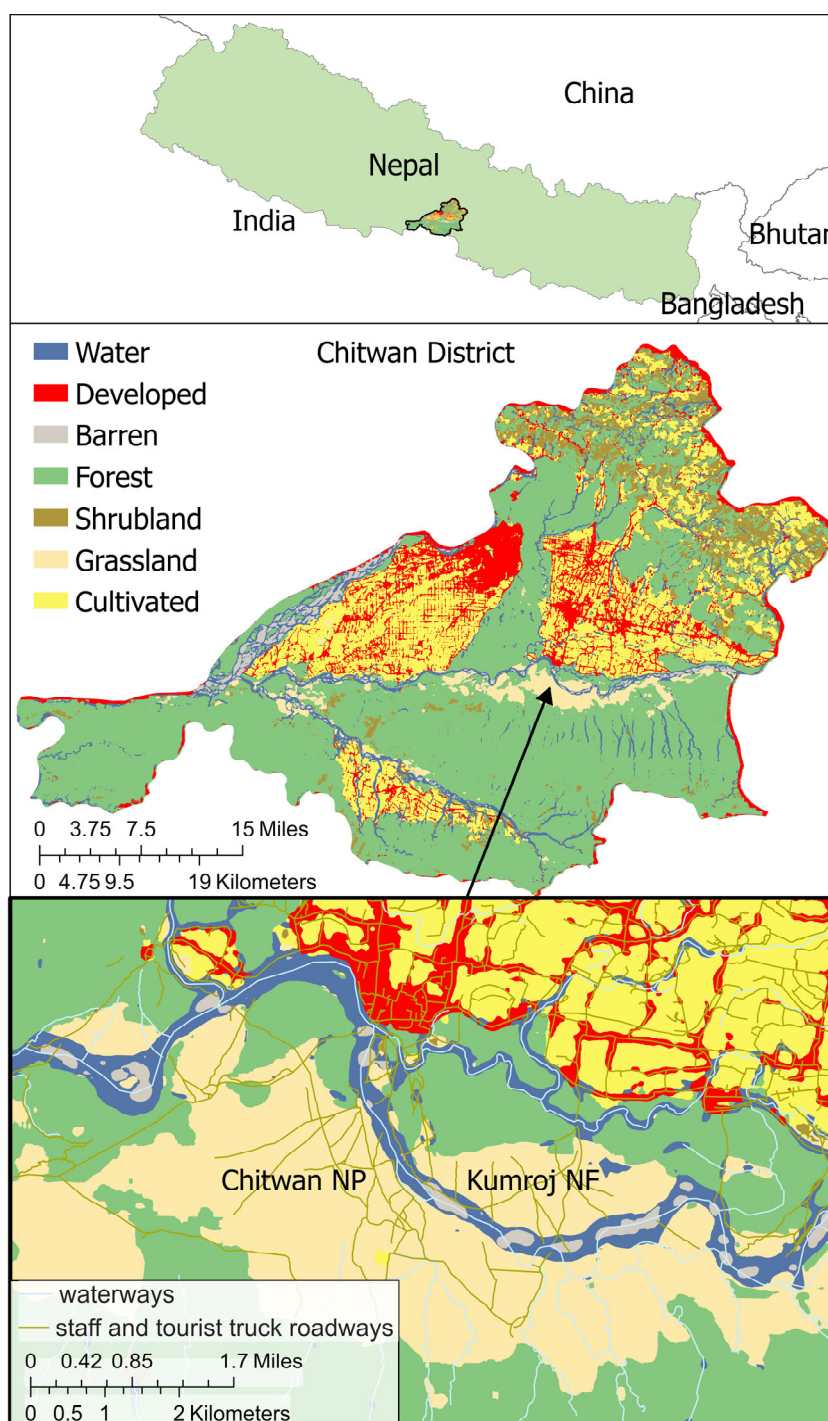 China
Nepal
India
Bhutan
Bangladesh
Chitwan District
Water
Developed
Barren
Forest
Shrubland
Grassland
Cultivated
0 3.75 7.5 15 Miles
0 4.75 9.5 19 Kilometers
Chitwan NP
Kumroj NF
waterways
staff and tourist truck roadways
0 0.42 0.85 1.7 Miles
0 0.5 1 2 Kilometers